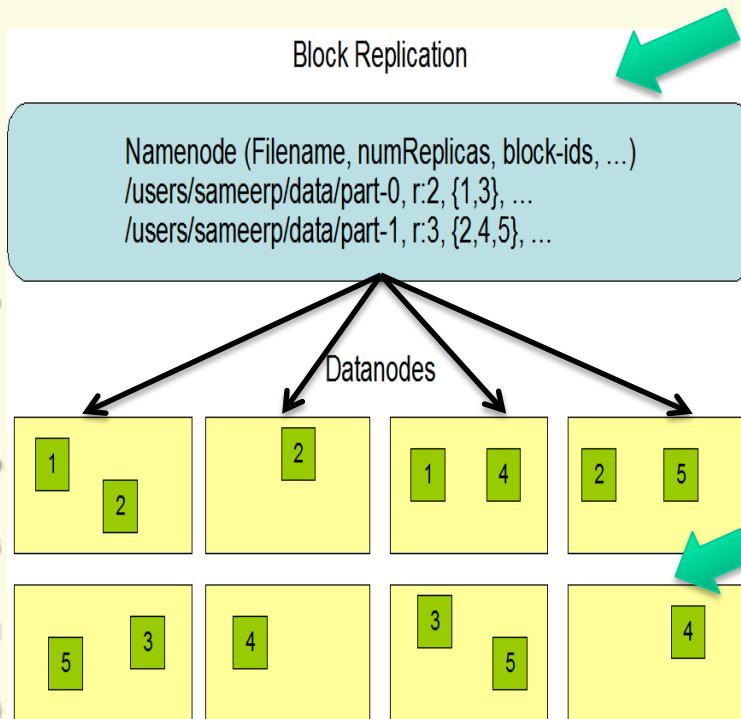 Block Replication
Namenode (Filename, numReplicas, block-ids, ...)
/users/sameerp/data/part-0, r:2, {1,3}, ...
/users/sameerp/data/part-1, r:3, {2,4,5}, ...
Datanodes
1
2
2
1 4
2 5
5 3
4
3
5
4